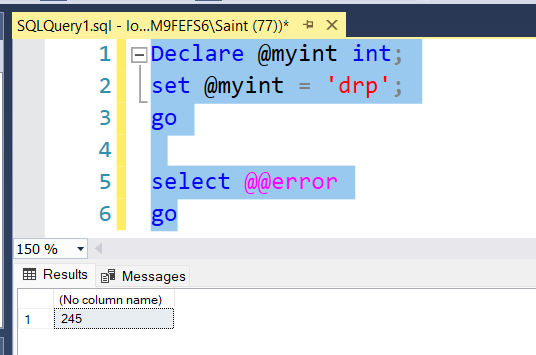 SQLQuery1.sql - lo...M9FEFS6\Saint (77))*
1 Declare @myint int;
2 set @myint = 'drp';
3 go
4
5 select @@error
6 go
150 %
Results Messages
(No column name)
1 245